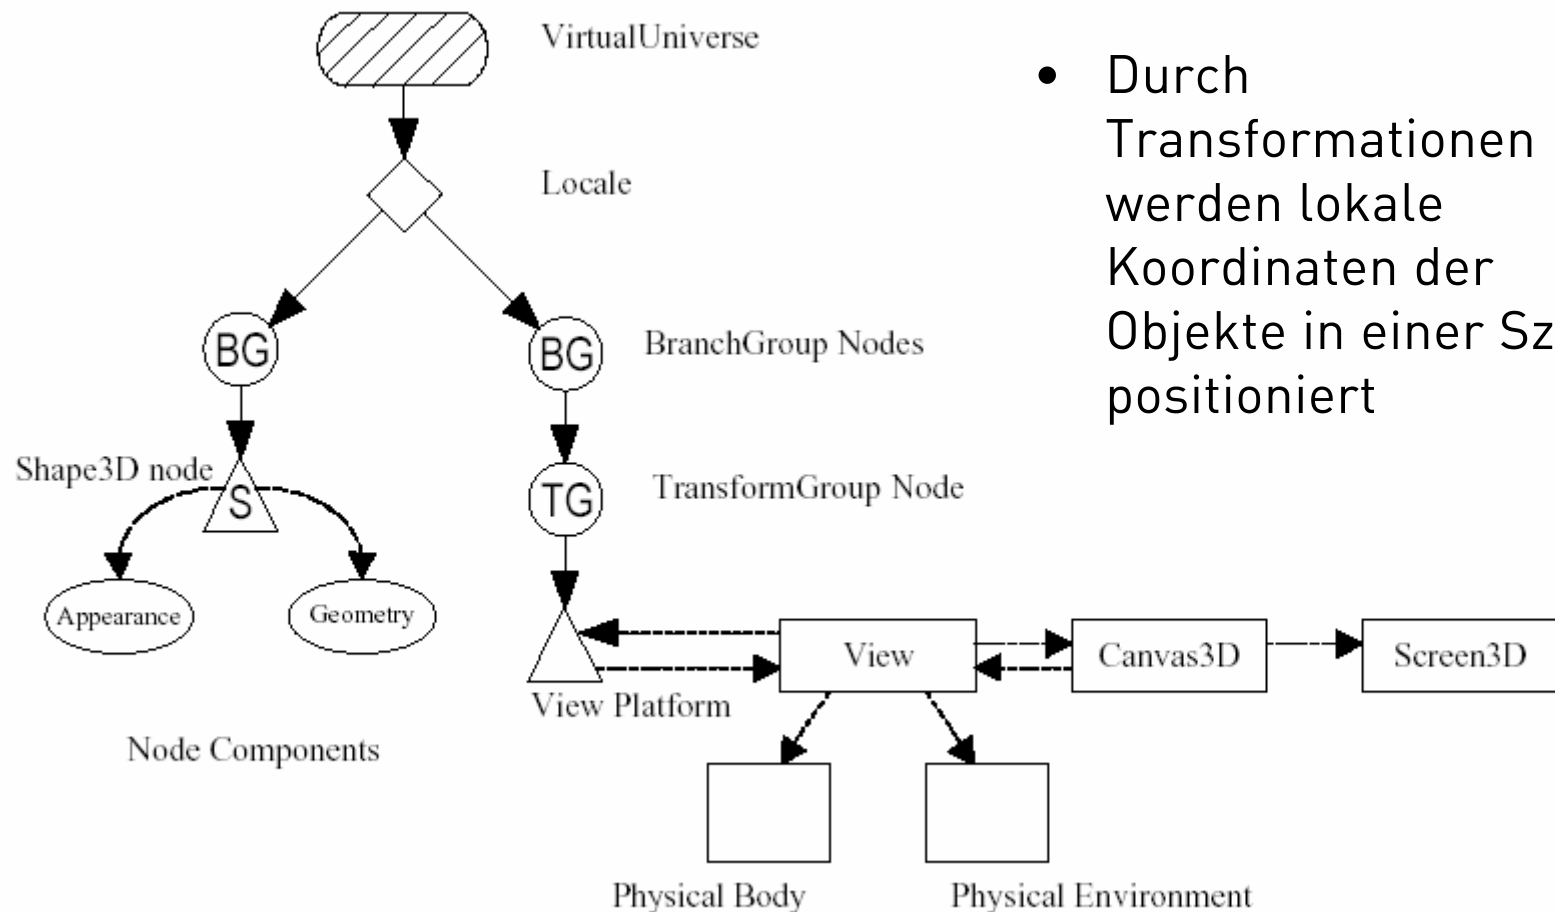 VirtualUniverse
Locale
BG
BG
BranchGroup Nodes
Shape3D node
S
TG
TransformGroup Node
Appearance
Geometry
View
Canvas3D
Screen3D
View Platform
Node Components
Physical Body
Physical Environment
• Durch
Transformationen
werden lokale
Koordinaten der
Objekte in einer Sz
positioniert